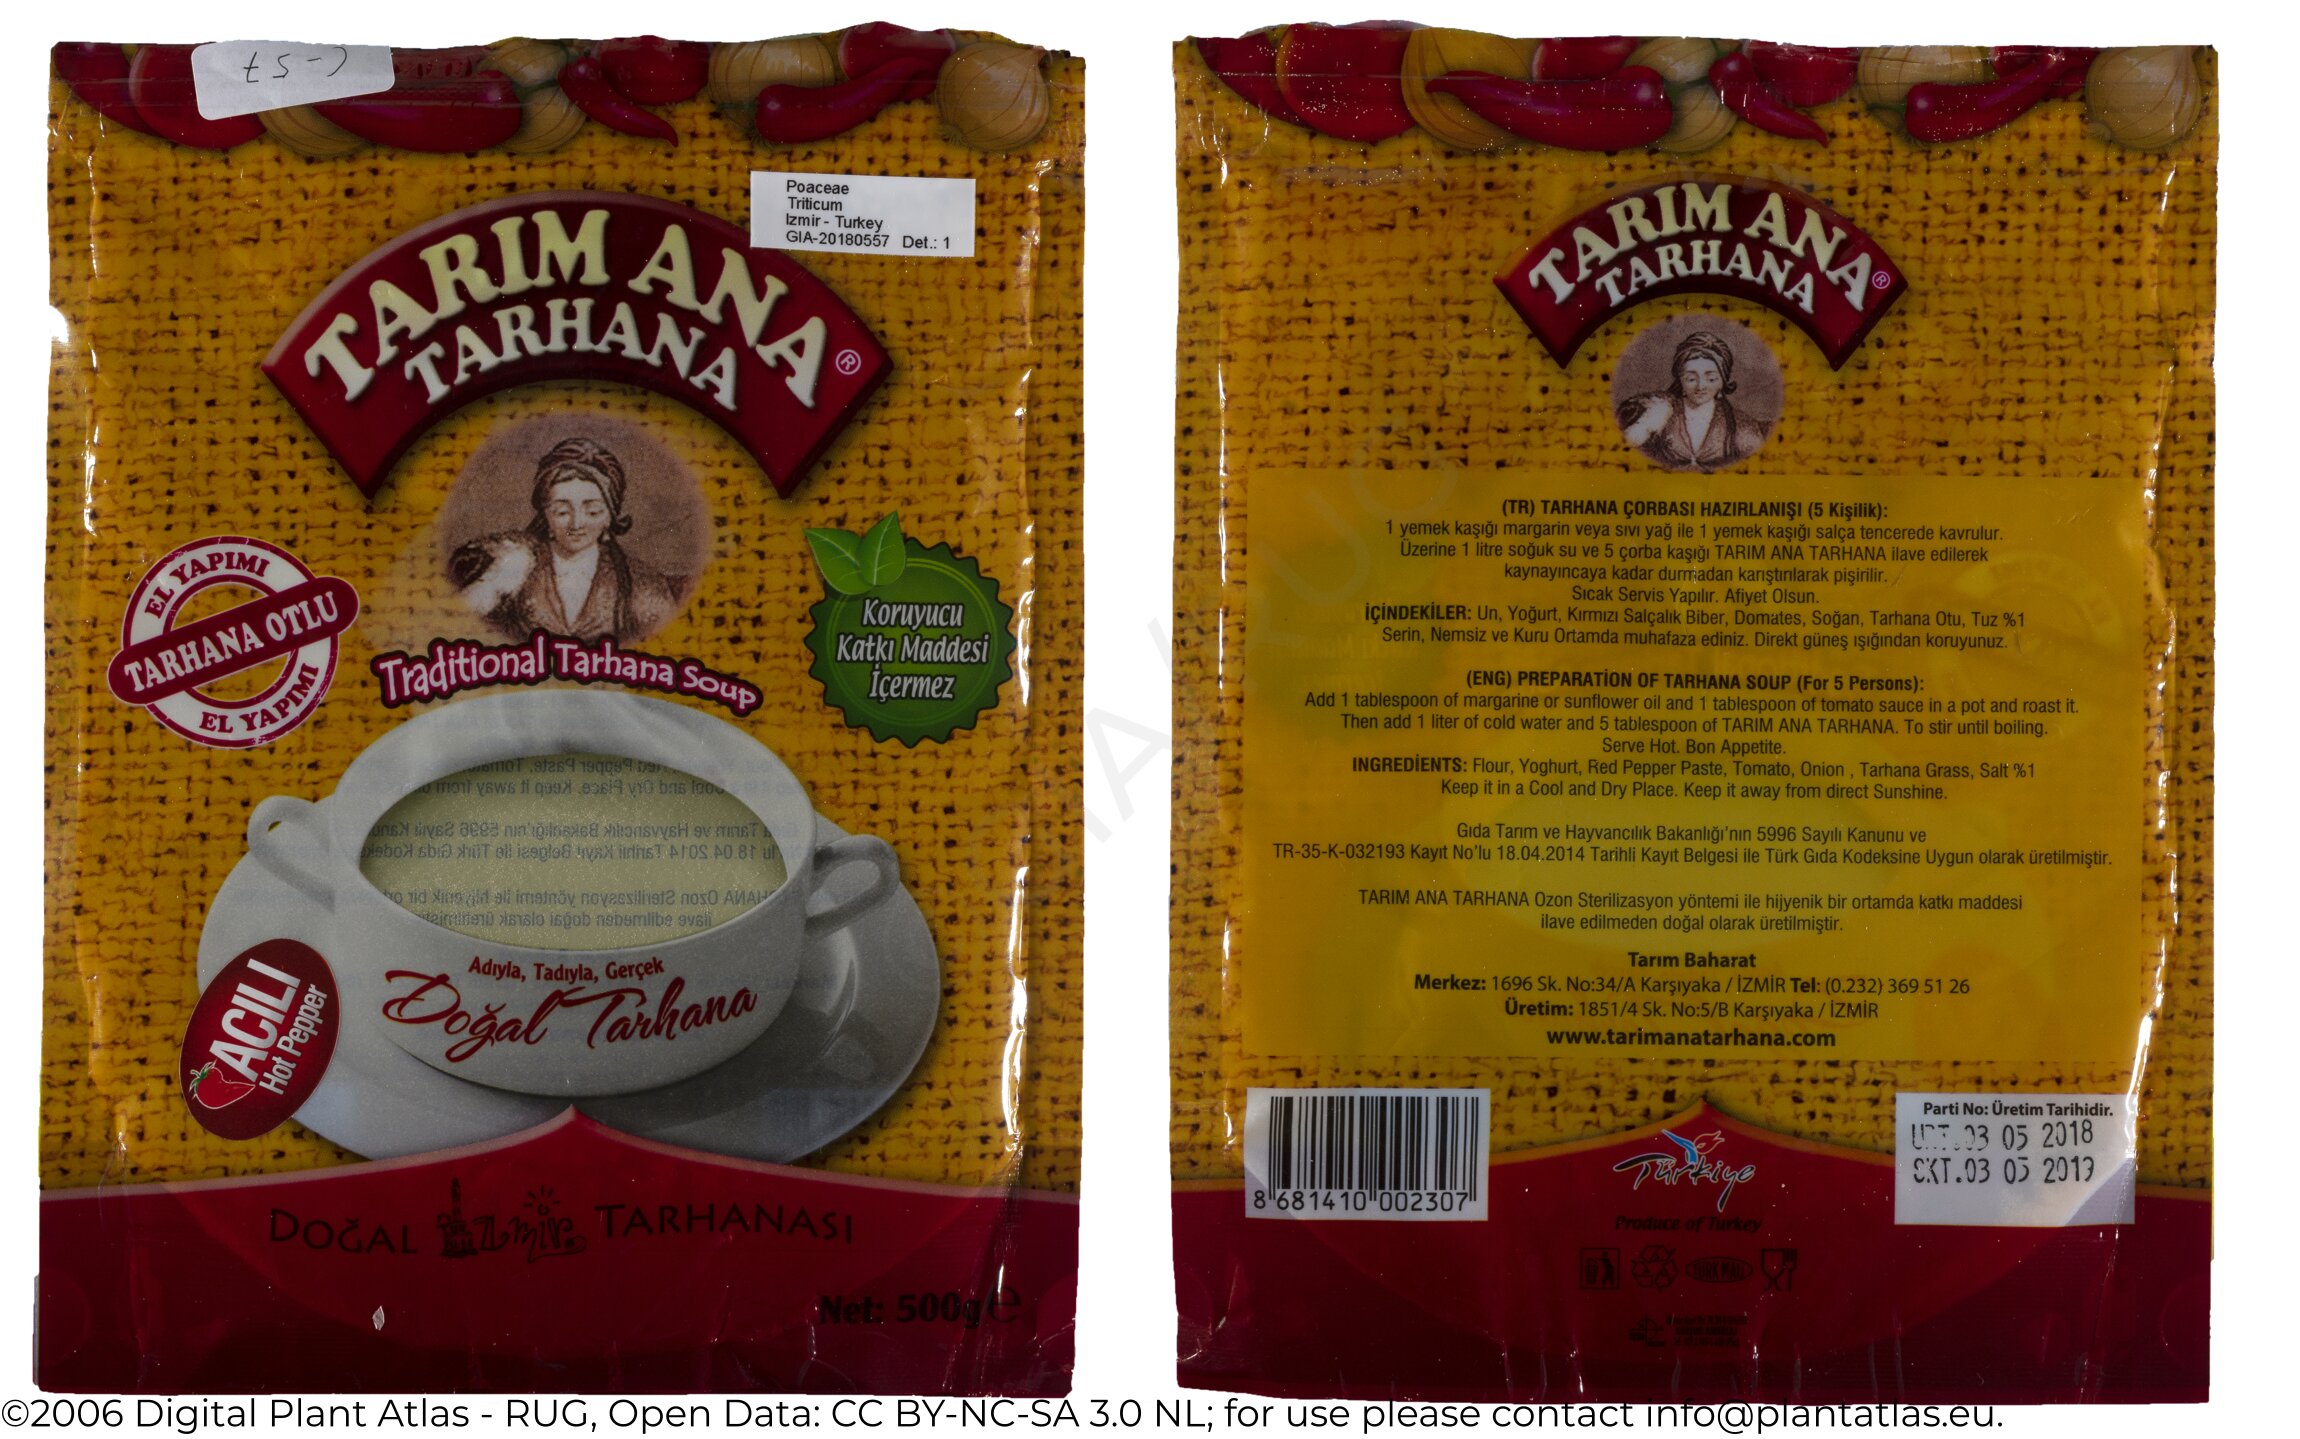 Poaceae
Triticum
Izmir - Turkey
GIA-20180557 Det.: 1
TARIM ANA
TARHANA ®
EL YAPIMI
TARHANA OTLU
EL YAPIMI
Koruyucu
Katkı Maddesi
İçermez
Traditional Tarhana Soup
Adıyla, Tadıyla, Gerçek
Doğal Tarhana
ACILI
Hot Pepper
DOĞAL İzmir TARHANASI
Net: 500g e
TARIM ANA
TARHANA ®
(TR) TARHANA ÇORBASI HAZIRLANIŞI (5 Kişilik):
1 yemek kaşığı margarin veya sıvı yağ ile 1 yemek kaşığı salça tencerede kavrulur.
Üzerine 1 litre soğuk su ve 5 çorba kaşığı TARIM ANA TARHANA ilave edilerek
kaynayıncaya kadar durmadan karıştırılarak pişirilir.
Sıcak Servis Yapılır. Afiyet Olsun.
İÇİNDEKİLER: Un, Yoğurt, Kırmızı Salçalık Biber, Domates, Soğan, Tarhana Otu, Tuz %1
Serin, Nemsiz ve Kuru Ortamda muhafaza ediniz. Direkt güneş ışığından koruyunuz.
(ENG) PREPARATION OF TARHANA SOUP (For 5 Persons):
Add 1 tablespoon of margarine or sunflower oil and 1 tablespoon of tomato sauce in a pot and roast it.
Then add 1 liter of cold water and 5 tablespoon of TARIM ANA TARHANA. To stir until boiling.
Serve Hot. Bon Appetite.
INGREDİENTS: Flour, Yoghurt, Red Pepper Paste, Tomato, Onion , Tarhana Grass, Salt %1
Keep it in a Cool and Dry Place. Keep it away from direct Sunshine.
Gıda Tarım ve Hayvancılık Bakanlığı'nın 5996 Sayılı Kanunu ve
TR-35-K-032193 Kayıt No'lu 18.04.2014 Tarihli Kayıt Belgesi ile Türk Gıda Kodeksine Uygun olarak üretilmiştir.
TARIM ANA TARHANA Ozon Sterilizasyon yöntemi ile hijyenik bir ortamda katkı maddesi
ilave edilmeden doğal olarak üretilmiştir.
Tarım Baharat
Merkez: 1696 Sk. No:34/A Karşıyaka / İZMİR Tel: (0.232) 369 51 26
Üretim: 1851/4 Sk. No:5/B Karşıyaka / İZMİR
www.tarimanatarhana.com
8 681410 002307
Parti No: Üretim Tarihidir.
ÜRT.03 05 2018
SKT.03 05 2019
Türkiye
Produce of Turkey
TÜRK MALI
©2006 Digital Plant Atlas - RUG, Open Data: CC BY-NC-SA 3.0 NL; for use please contact info@plantatlas.eu.